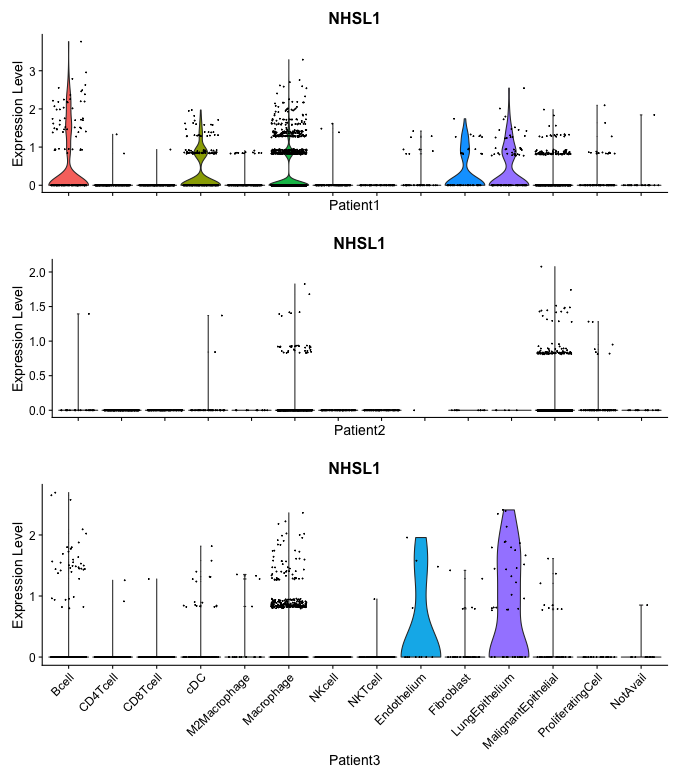 NHSL1
Expression Level
3
2
1
0
Patient1
NHSL1
Expression Level
2.0
1.5
1.0
0.5
0.0
Patient2
NHSL1
Expression Level
2
1
0
Bcell
CD4Tcell
CD8Tcell
cDC
M2Macrophage
Macrophage
NKcell
NKTcell
Endothelium
Fibroblast
LungEpithelium
MalignantEpithelial
ProliferatingCell
NotAvail
Patient3